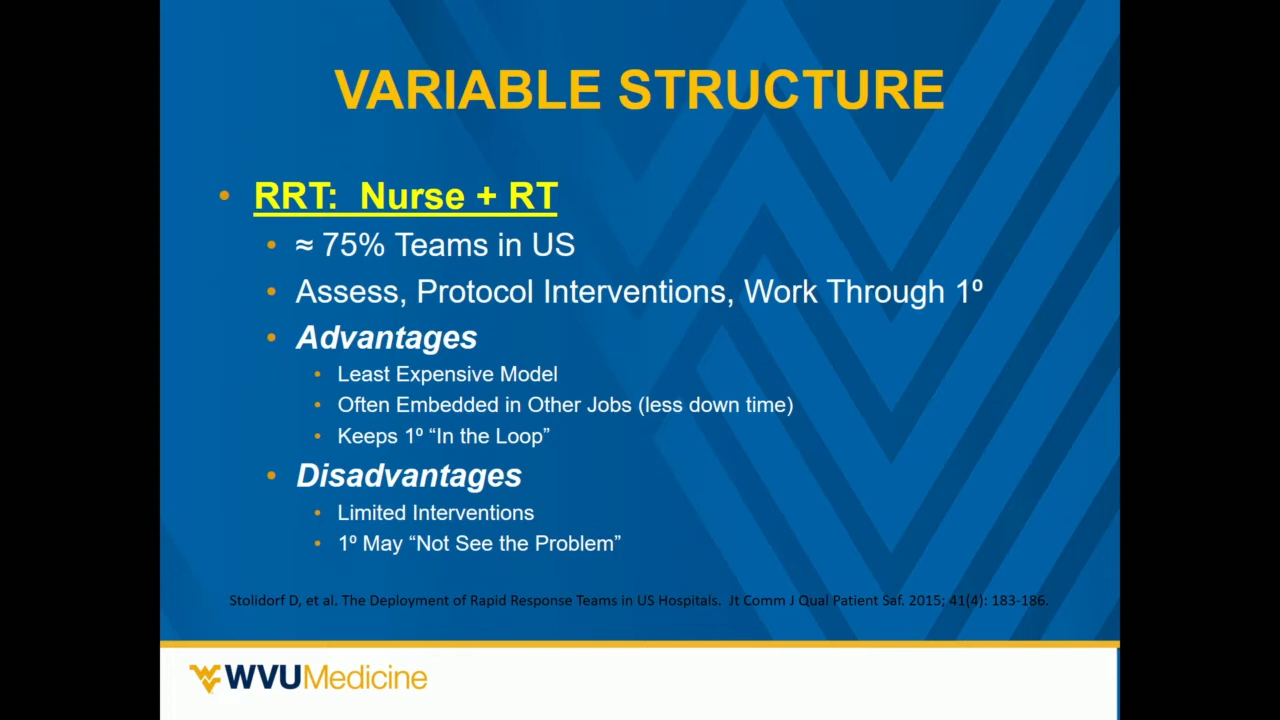 VARIABLE STRUCTURE
• RRT: Nurse + RT
• ≈ 75% Teams in US
• Assess, Protocol Interventions, Work Through 1º
• Advantages
• Least Expensive Model
• Often Embedded in Other Jobs (less down time)
• Keeps 1º “In the Loop”
• Disadvantages
• Limited Interventions
• 1º May “Not See the Problem”
Stolidorf D, et al. The Deployment of Rapid Response Teams in US Hospitals. Jt Comm J Qual Patient Saf. 2015; 41(4): 183-186.
WVUMedicine